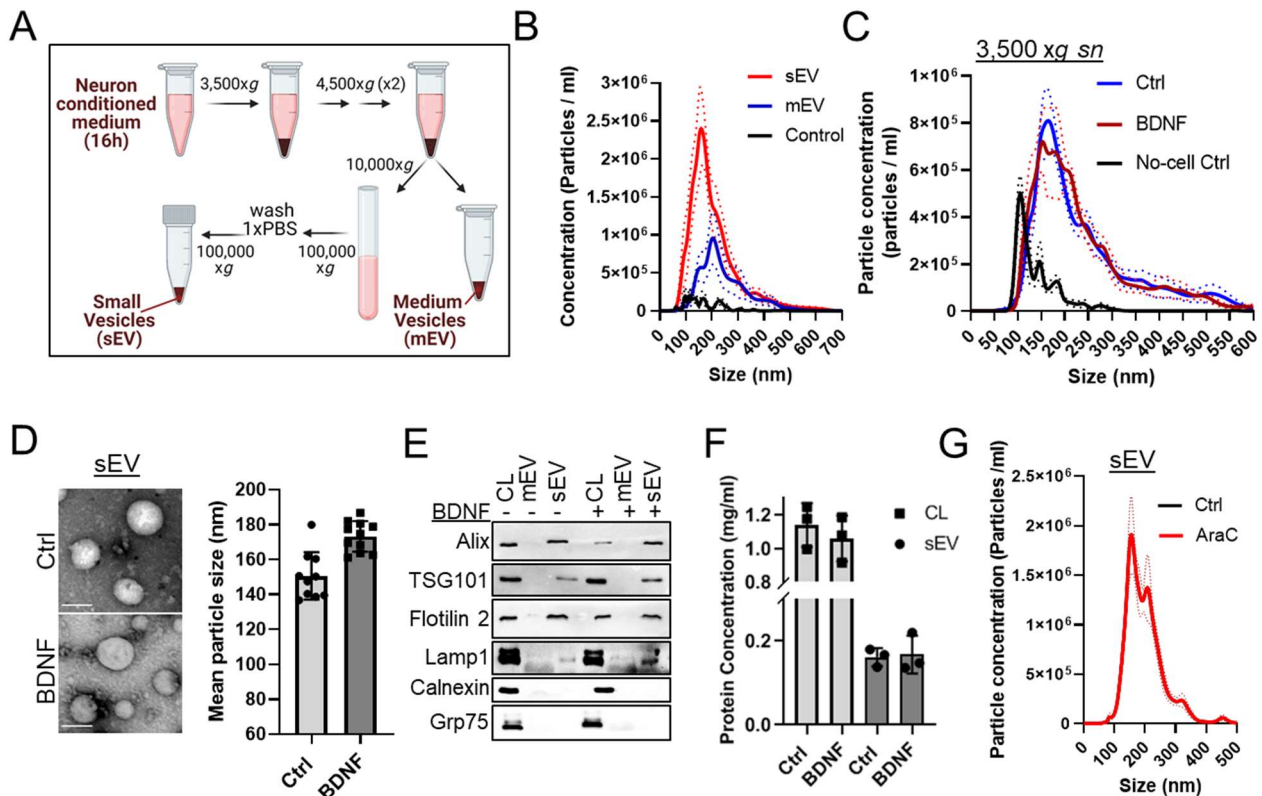 A
Neuron
conditioned
medium
(16h)
3,500xg
4,500xg (x2)
10,000xg
wash
1xPBS
100,000
xg
100,000
xg
Small
Vesicles
(sEV)
Medium
Vesicles
(mEV)
B
Concentration (Particles / ml)
3×10⁶
2.5×10⁶
2×10⁶
1.5×10⁶
1×10⁶
5×10⁵
0
sEV
mEV
Control
0 100 200 300 400 500 600 700
Size (nm)
C
3,500 xg sn
Particle concentration
(particles / ml)
1×10⁶
8×10⁵
6×10⁵
4×10⁵
2×10⁵
0
Ctrl
BDNF
No-cell Ctrl
0 50 100 150 200 250 300 350 400 450 500 550 600
Size (nm)
D
sEV
Ctrl
BDNF
Mean particle size (nm)
200
180
160
140
120
100
80
60
Ctrl BDNF
E
CL mEV sEV CL mEV sEV
BDNF - - - + + +
Alix
TSG101
Flotilin 2
Lamp1
Calnexin
Grp75
F
Protein Concentration (mg/ml)
1.2
1.0
0.8
0.2
0.0
CL
sEV
Ctrl BDNF Ctrl BDNF
G
sEV
Particle concentration (Particles /ml)
2.5×10⁶
2×10⁶
1.5×10⁶
1×10⁶
5×10⁵
0
Ctrl
AraC
0 100 200 300 400 500
Size (nm)